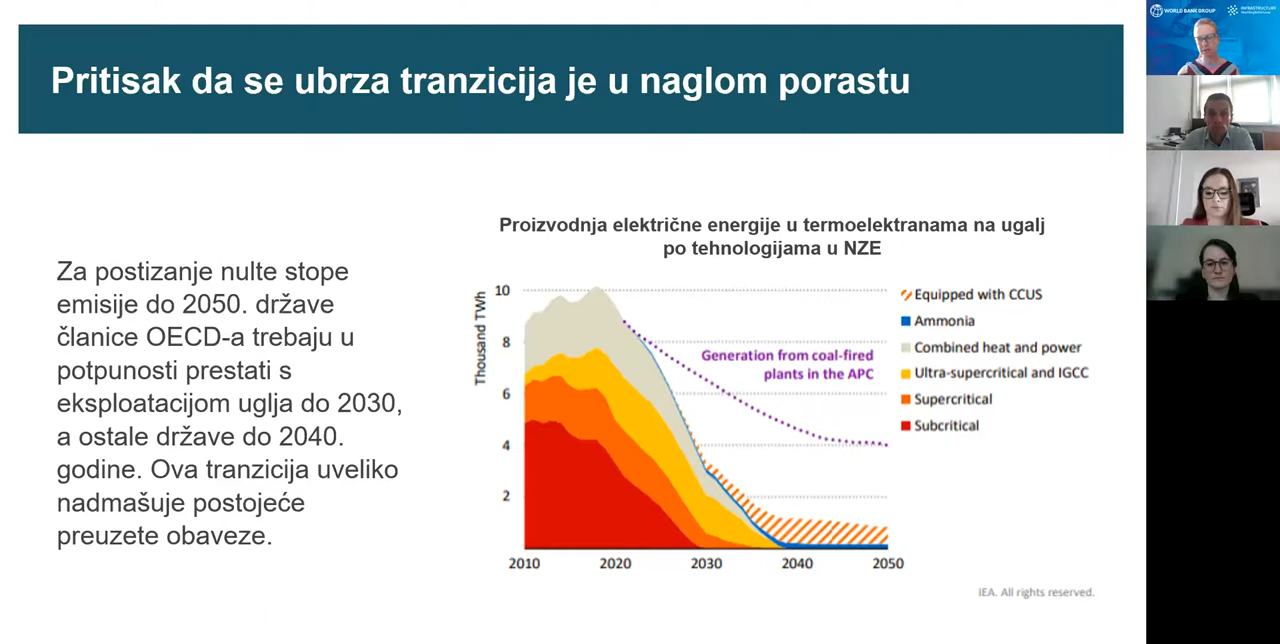 Pritisak da se ubrza tranzicija je u naglom porastu
Za postizanje nulte stope
emisije do 2050. države
članice OECD-a trebaju u
potpunosti prestati s
eksploatacijom uglja do 2030,
a ostale države do 2040.
godine. Ova tranzicija uveliko
nadmašuje postojeće
preuzete obaveze.
Proizvodnja električne energije u termoelektranama na ugalj
po tehnologijama u NZE
Thousand TWh
10
8
6
4
2
2010 2020 2030 2040 2050
Generation from coal-fired
plants in the APC
Equipped with CCUS
Ammonia
Combined heat and power
Ultra-supercritical and IGCC
Supercritical
Subcritical
IEA. All rights reserved.
WORLD BANK GROUP
INFRASTRUCTURE